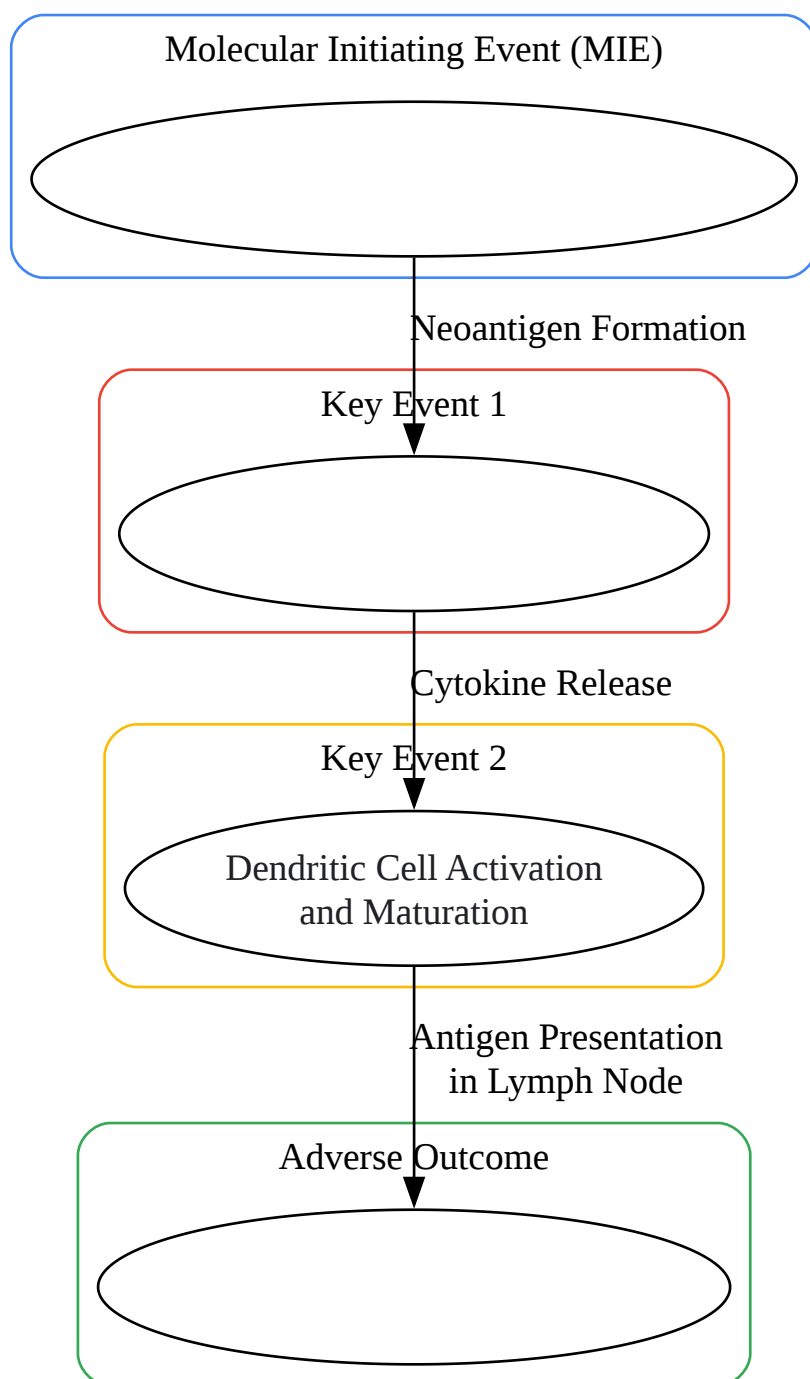 Molecular Initiating Event (MIE)
Neoantigen Formation
Key Event 1
Cytokine Release
Key Event 2
Dendritic Cell Activation
and Maturation
Antigen Presentation
in Lymph Node
Adverse Outcome